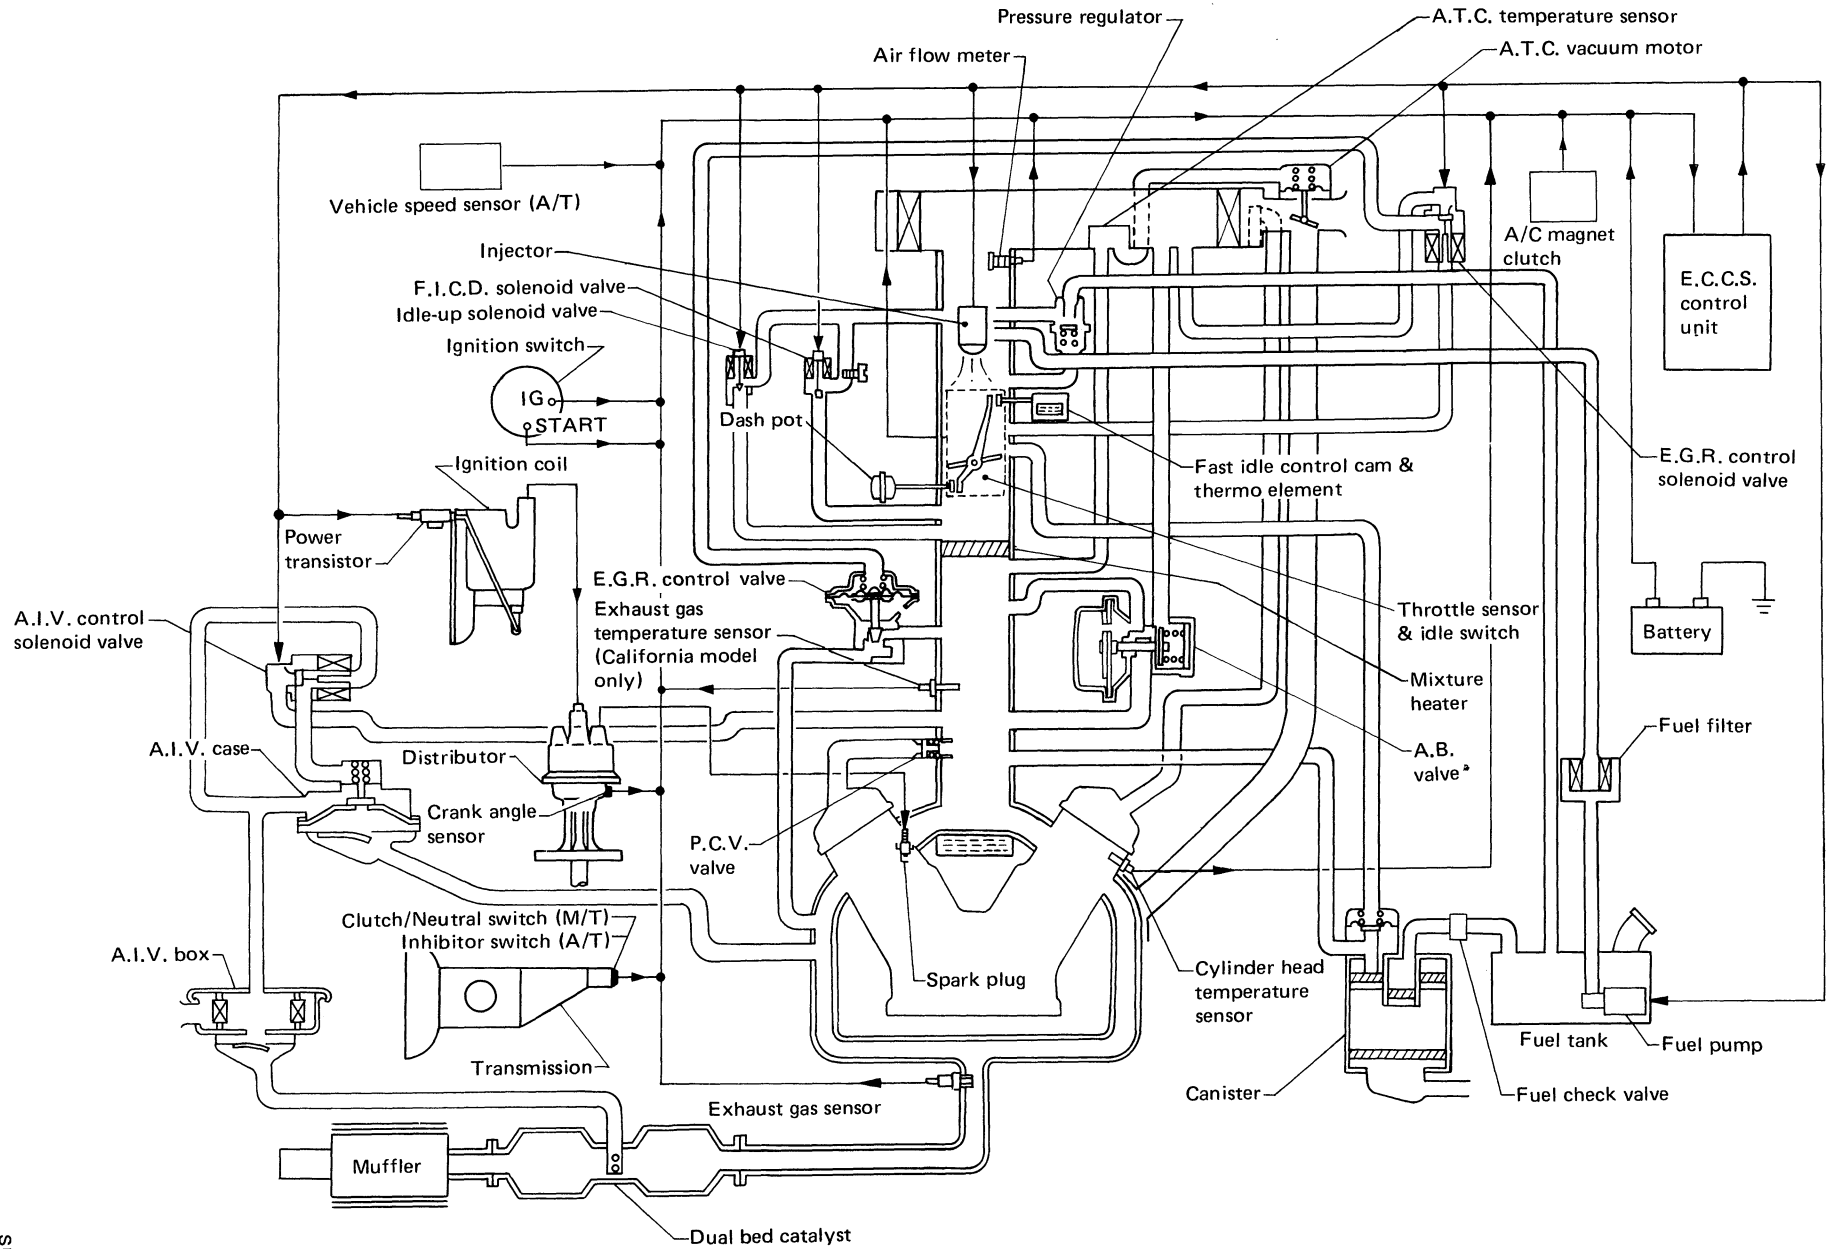 Pressure regulator
A.T.C. temperature sensor
A.T.C. vacuum motor
Air flow meter
Vehicle speed sensor (A/T)
A/C magnet
clutch
E.C.C.S.
control
unit
Injector
F.I.C.D. solenoid valve
Idle-up solenoid valve
Ignition switch
IG
START
Dash pot
Ignition coil
Fast idle control cam &
thermo element
E.G.R. control
solenoid valve
Power
transistor
E.G.R. control valve
Exhaust gas
temperature sensor
(California model
only)
A.I.V. control
solenoid valve
Throttle sensor
& idle switch
Battery
Mixture
heater
Fuel filter
A.I.V. case
Distributor
A.B.
valve
Crank angle
sensor
P.C.V.
valve
Clutch/Neutral switch (M/T)
Inhibitor switch (A/T)
A.I.V. box
Spark plug
Cylinder head
temperature
sensor
Transmission
Fuel tank
Fuel pump
Canister
Fuel check valve
Exhaust gas sensor
Muffler
Dual bed catalyst